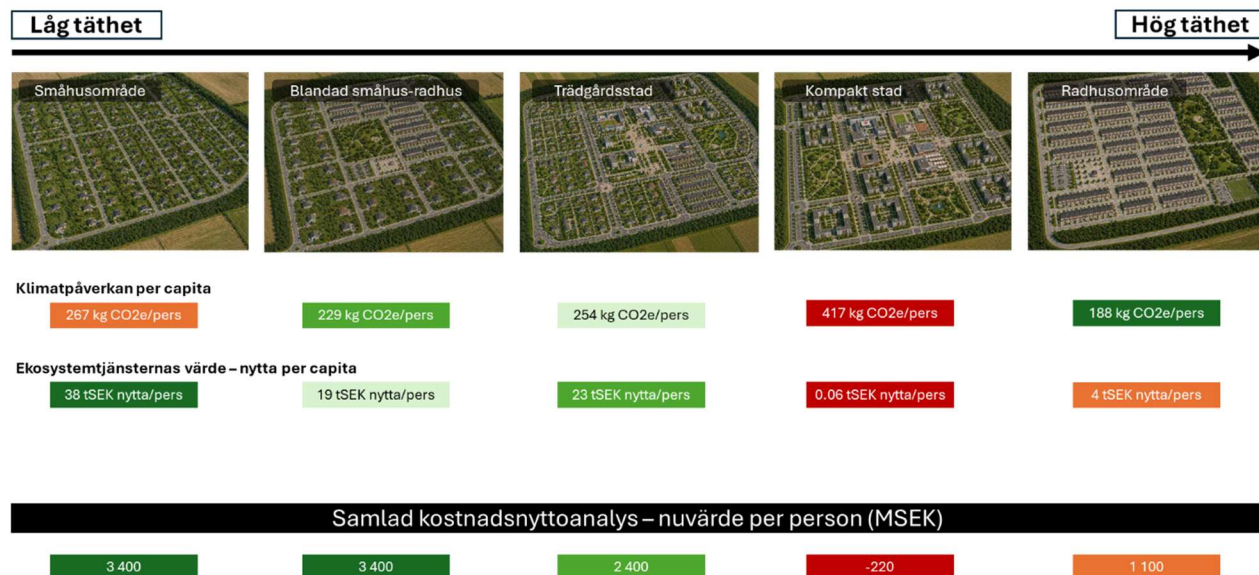 Låg täthet
Hög täthet
Småhusområde
Blandad småhus-radhus
Trädgårdsstad
Kompakt stad
Radhusområde
Klimatpåverkan per capita
267 kg CO2e/pers
229 kg CO2e/pers
254 kg CO2e/pers
417 kg CO2e/pers
188 kg CO2e/pers
Ekosystemtjänsternas värde – nytta per capita
38 tSEK nytta/pers
19 tSEK nytta/pers
23 tSEK nytta/pers
0.06 tSEK nytta/pers
4 tSEK nytta/pers
Samlad kostnadsnyttoanalys – nuvärde per person (MSEK)
3 400
3 400
2 400
-220
1 100